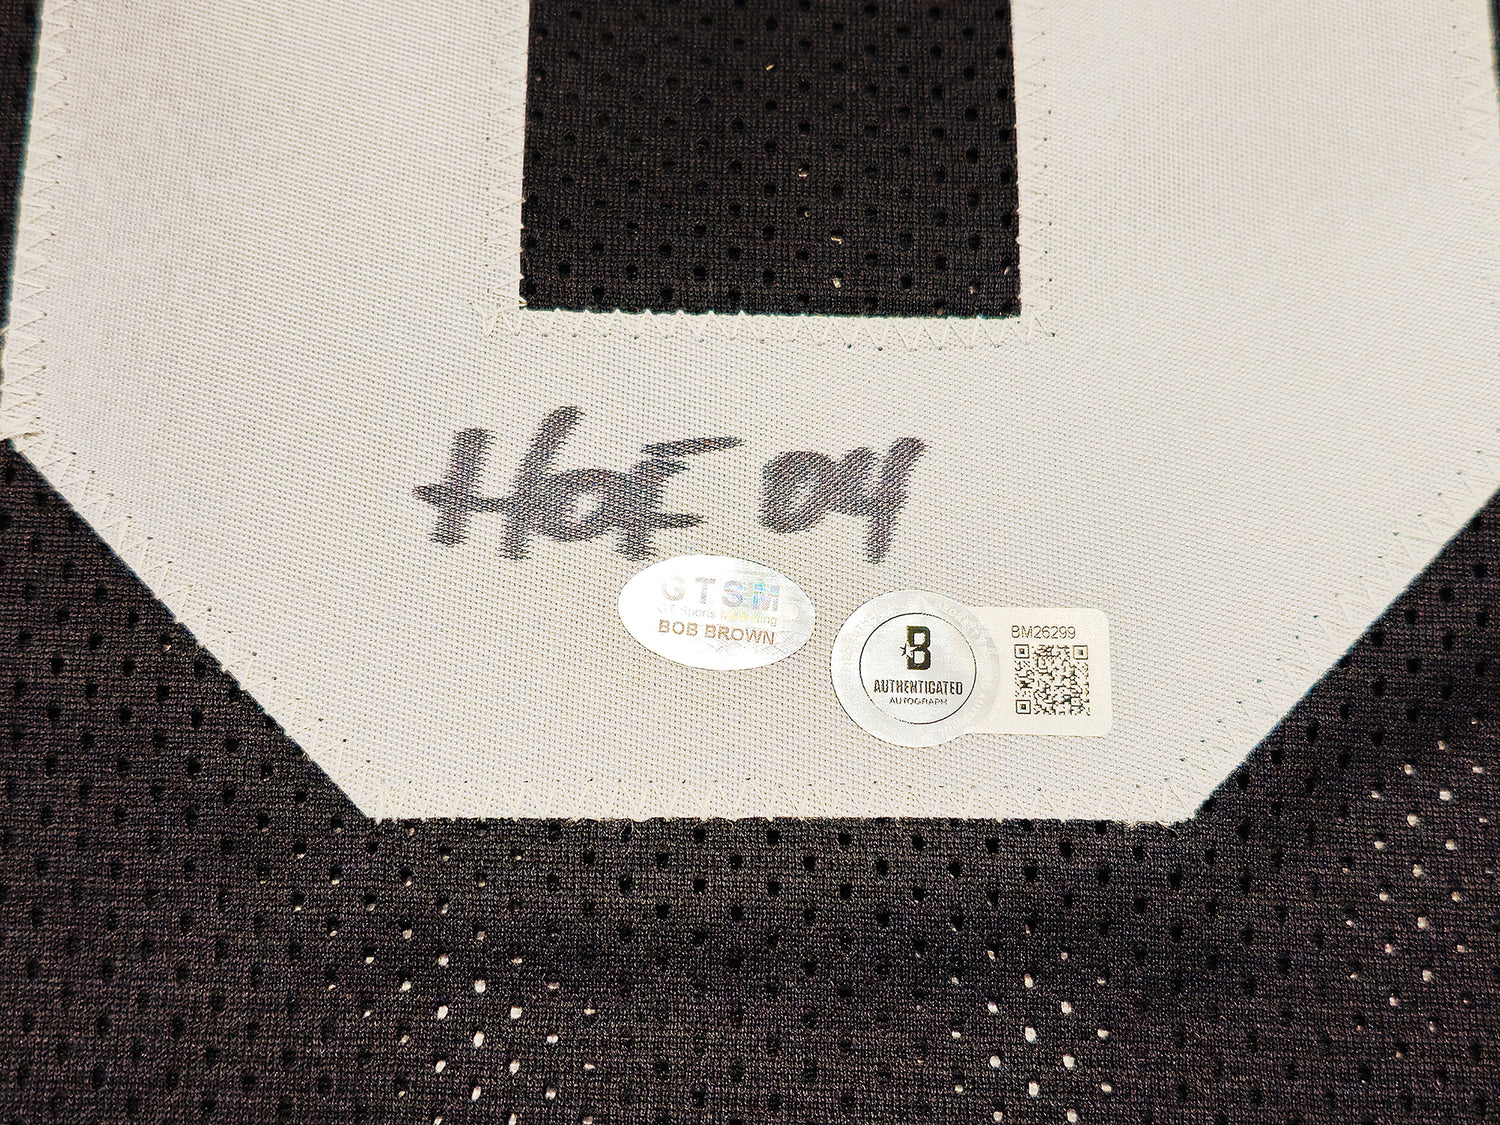 HOF 04
GTSM
GT Sports Marketing
BOB BROWN
B
AUTHENTICATED
AUTOGRAPH
BM26299